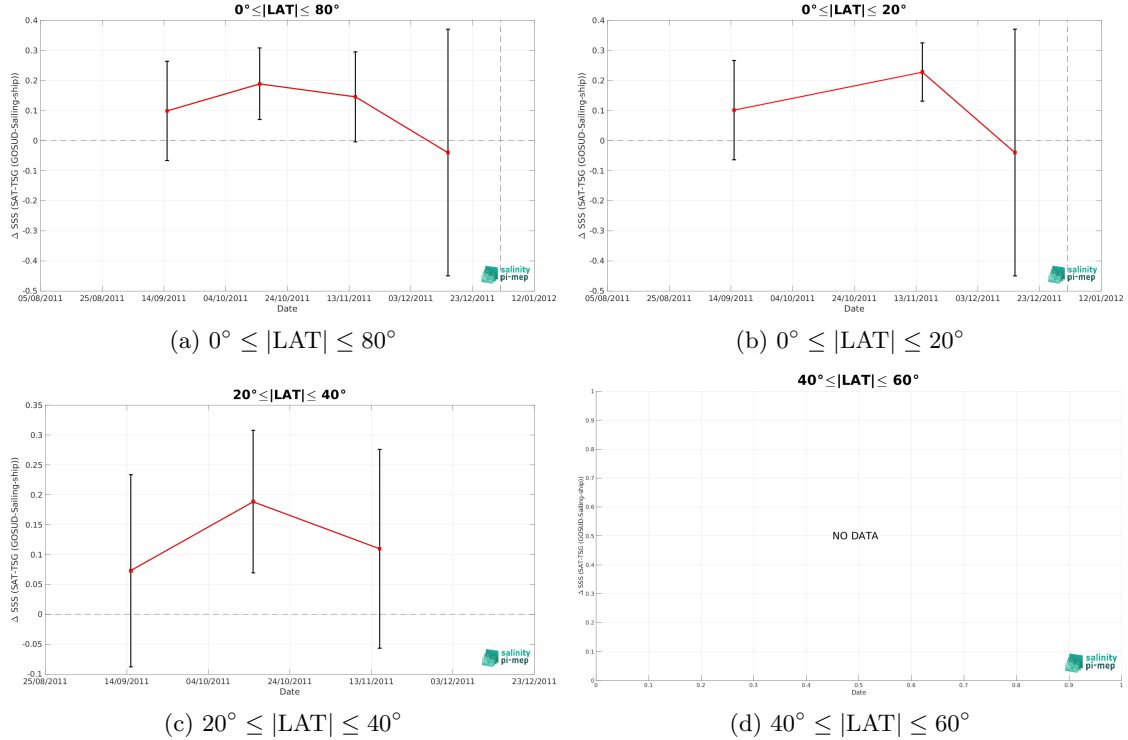 0°≤|LAT|≤ 80°
0.4
0.3
0.2
0.1
0
-0.1
-0.2
-0.3
-0.4
-0.5
Δ SSS (SAT-TSG (GOSUD-Sailing-ship))
05/08/2011 25/08/2011 14/09/2011 04/10/2011 24/10/2011 13/11/2011 03/12/2011 23/12/2011 12/01/2012
Date
salinity
pi-mep
(a) 0° ≤ |LAT| ≤ 80°
0°≤|LAT|≤ 20°
0.4
0.3
0.2
0.1
0
-0.1
-0.2
-0.3
-0.4
-0.5
Δ SSS (SAT-TSG (GOSUD-Sailing-ship))
05/08/2011 25/08/2011 14/09/2011 04/10/2011 24/10/2011 13/11/2011 03/12/2011 23/12/2011 12/01/2012
Date
salinity
pi-mep
(b) 0° ≤ |LAT| ≤ 20°
20°≤|LAT|≤ 40°
0.35
0.3
0.25
0.2
0.15
0.1
0.05
0
-0.05
-0.1
Δ SSS (SAT-TSG (GOSUD-Sailing-ship))
25/08/2011 14/09/2011 04/10/2011 24/10/2011 13/11/2011 03/12/2011 23/12/2011
Date
salinity
pi-mep
(c) 20° ≤ |LAT| ≤ 40°
40°≤|LAT|≤ 60°
1
0.9
0.8
0.7
0.6
0.5
0.4
0.3
0.2
0.1
0
Δ SSS (SAT-TSG (GOSUD-Sailing-ship))
NO DATA
0 0.1 0.2 0.3 0.4 0.5 0.6 0.7 0.8 0.9 1
Date
salinity
pi-mep
(d) 40° ≤ |LAT| ≤ 60°